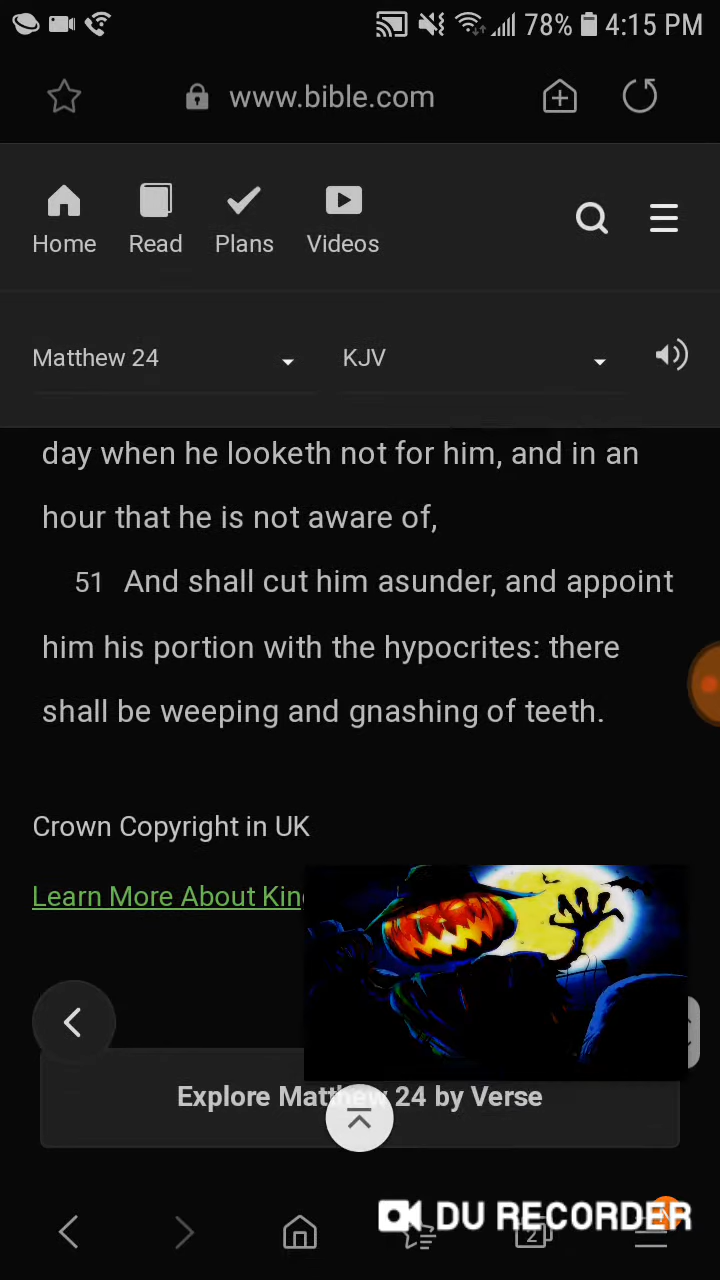 78% 4:15 PM
www.bible.com
Home Read Plans Videos
Matthew 24 KJV
day when he looketh not for him, and in an
hour that he is not aware of,
51 And shall cut him asunder, and appoint
him his portion with the hypocrites: there
shall be weeping and gnashing of teeth.
Crown Copyright in UK
Learn More About King
Explore Matthew 24 by Verse
DU RECORDER
2
N